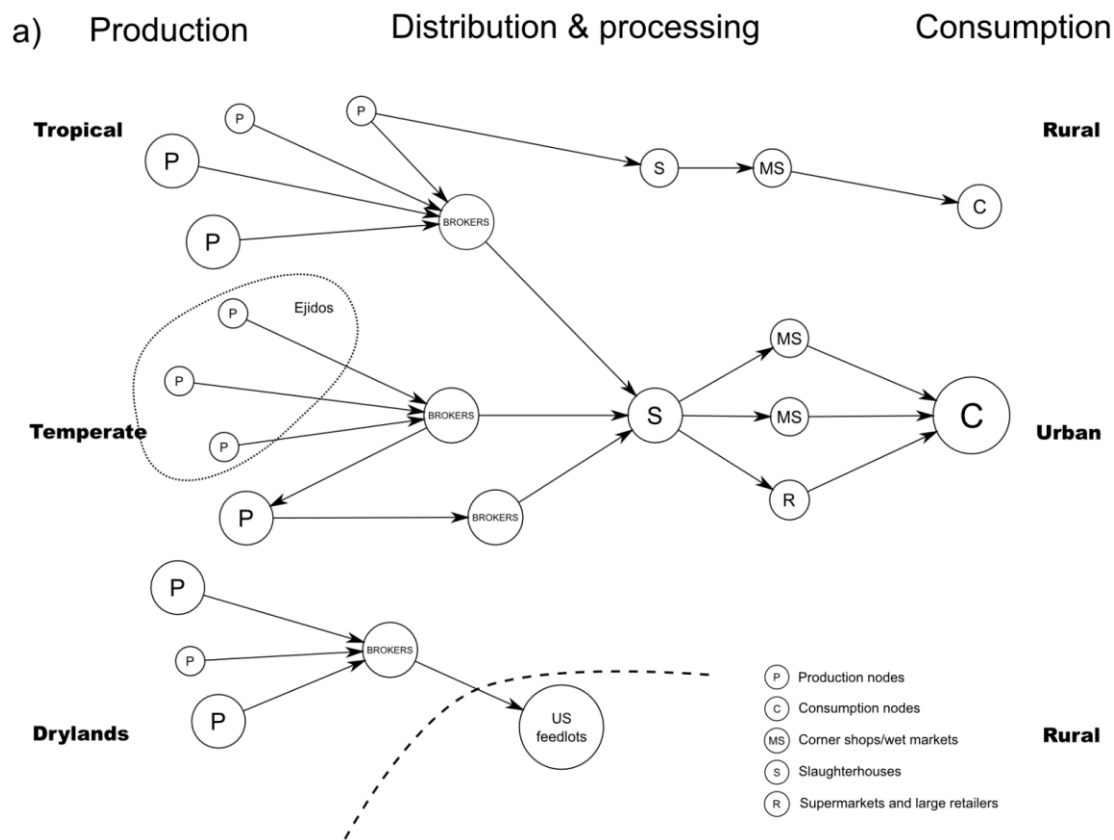 a) Production Distribution & processing Consumption
P P
Tropical Rural
P S MS
C
BROKERS
P
Ejidos
P
MS
P
BROKERS S MS C
Temperate Urban
P
R
P BROKERS
P
BROKERS
P
P Production nodes
US
feedlots
C Consumption nodes
P
Drylands MS Corner shops/wet markets Rural
S Slaughterhouses
R Supermarkets and large retailers